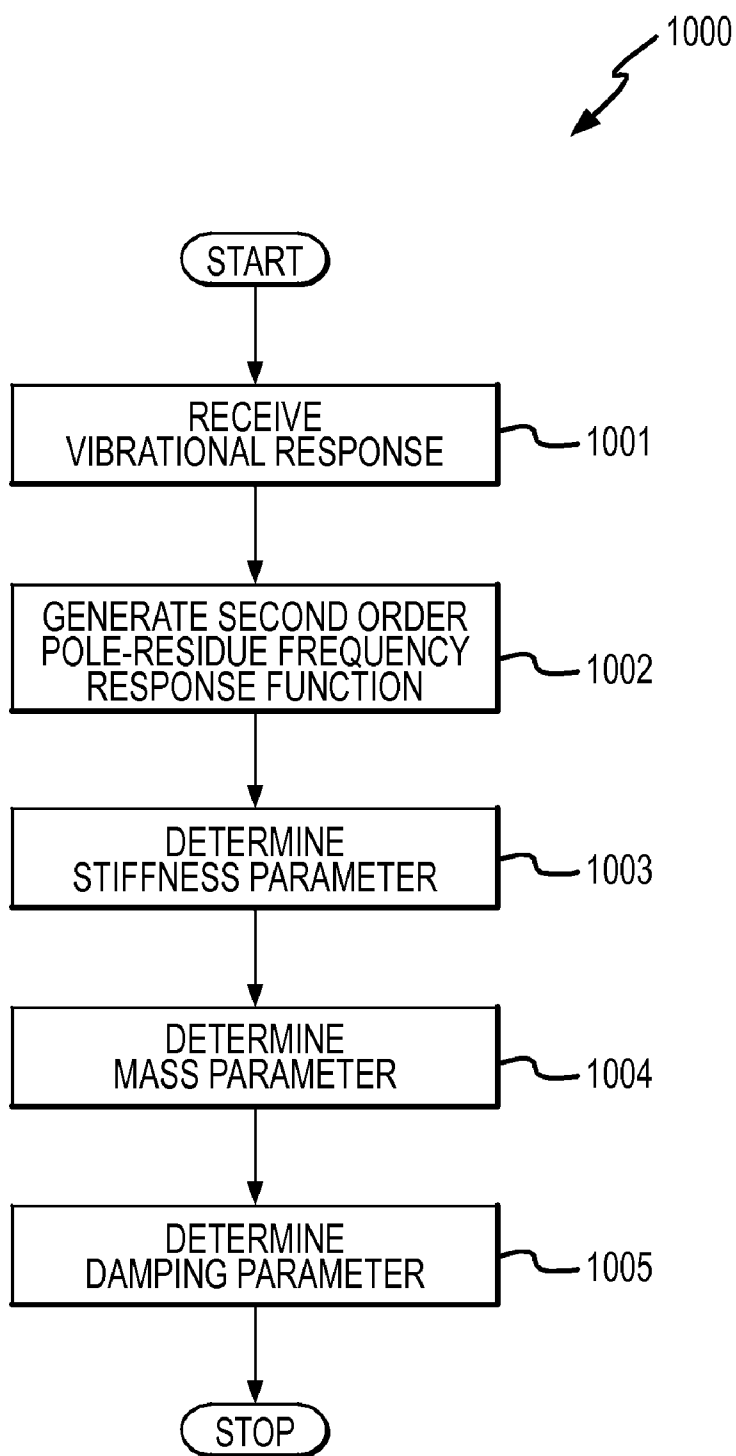 1000
START
RECEIVE
VIBRATIONAL RESPONSE
1001
GENERATE SECOND ORDER
POLE-RESIDUE FREQUENCY
RESPONSE FUNCTION
1002
DETERMINE
STIFFNESS PARAMETER
1003
DETERMINE
MASS PARAMETER
1004
DETERMINE
DAMPING PARAMETER
1005
STOP